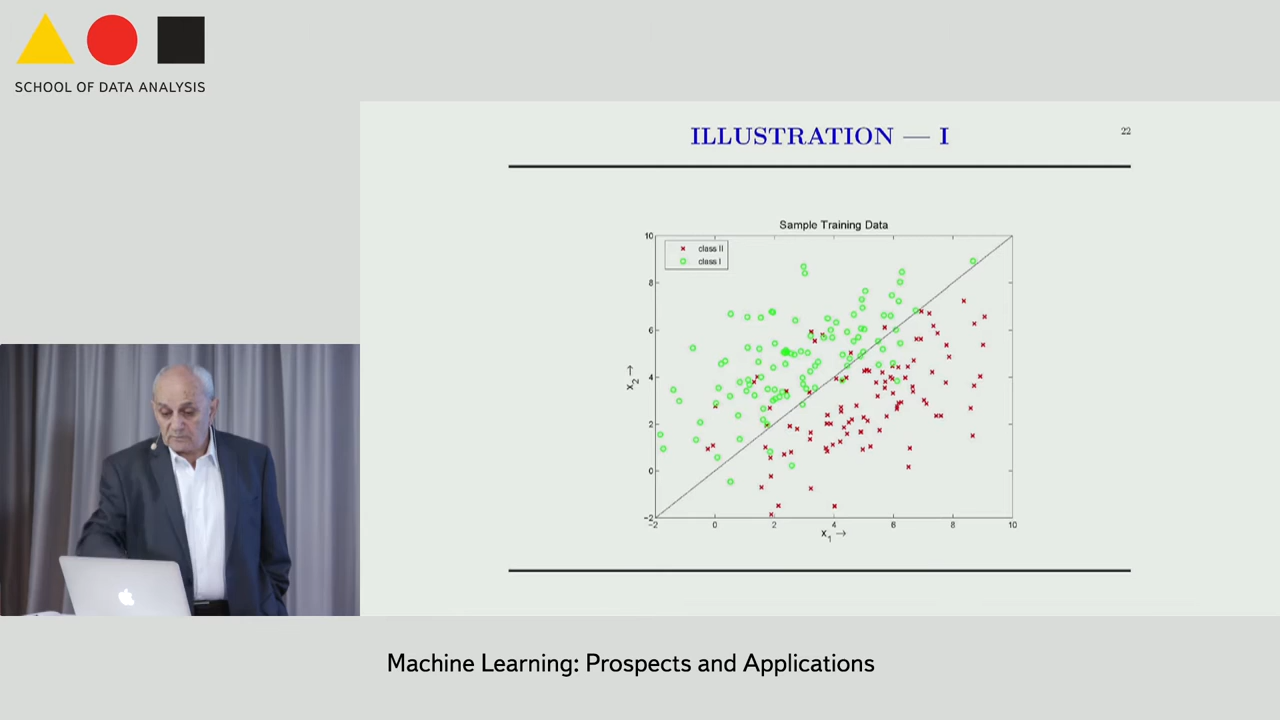 SCHOOL OF DATA ANALYSIS
ILLUSTRATION — I
22
Sample Training Data
class II
class I
10
8
6
4
2
0
−2
x₂ →
−2
0
2
4
6
8
10
x₁ →
Machine Learning: Prospects and Applications